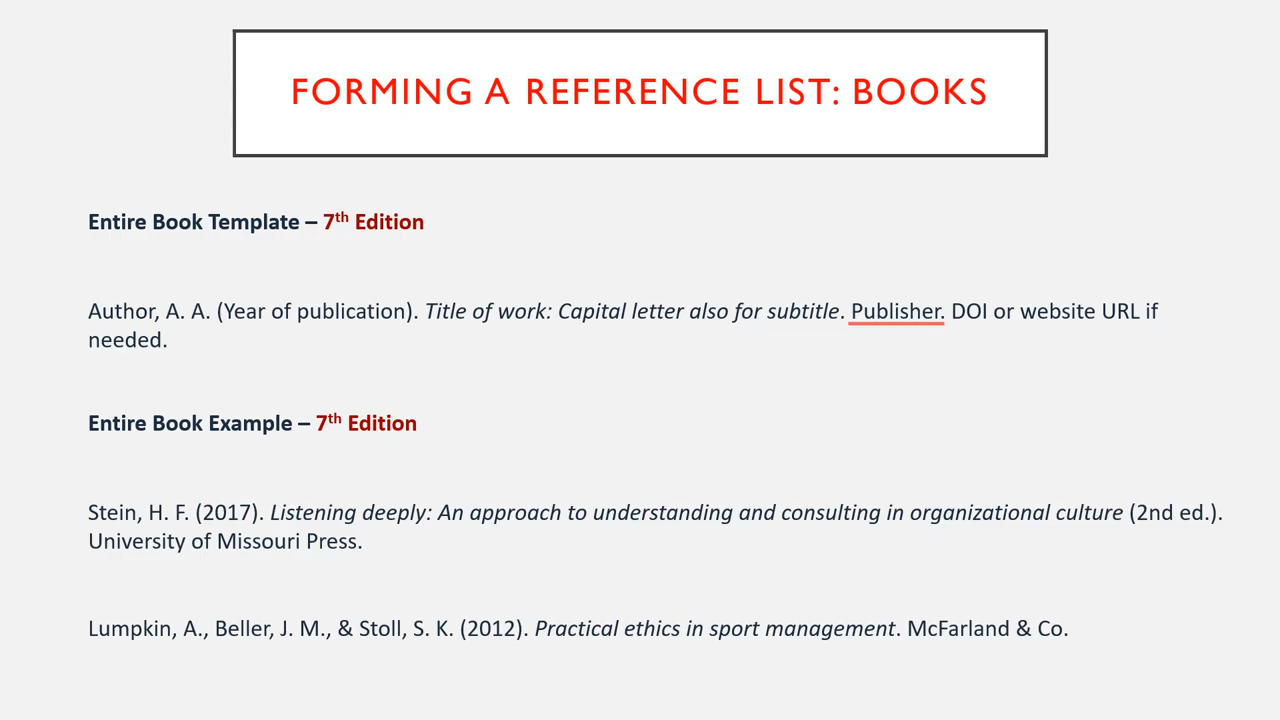 FORMING A REFERENCE LIST: BOOKS
Entire Book Template – 7th Edition
Author, A. A. (Year of publication). Title of work: Capital letter also for subtitle. Publisher. DOI or website URL if
needed.
Entire Book Example – 7th Edition
Stein, H. F. (2017). Listening deeply: An approach to understanding and consulting in organizational culture (2nd ed.).
University of Missouri Press.
Lumpkin, A., Beller, J. M., & Stoll, S. K. (2012). Practical ethics in sport management. McFarland & Co.